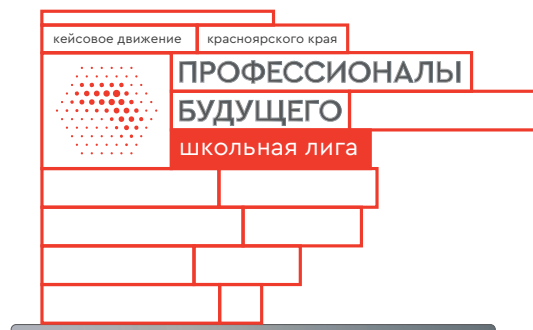 кейсовое движение красноярского края
ПРОФЕССИОНАЛЫ
БУДУЩЕГО
школьная лига